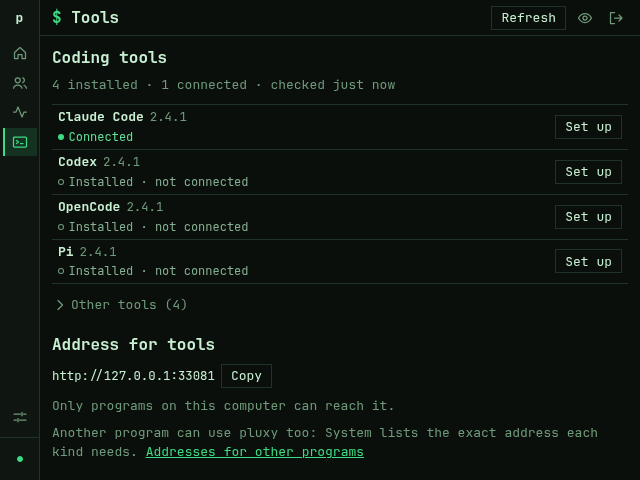 p
$ Tools
Refresh
Coding tools
4 installed · 1 connected · checked just now
Claude Code 2.4.1
Connected
Set up
Codex 2.4.1
Installed · not connected
Set up
OpenCode 2.4.1
Installed · not connected
Set up
Pi 2.4.1
Installed · not connected
Set up
Other tools (4)
Address for tools
http://127.0.0.1:33081
Copy
Only programs on this computer can reach it.
Another program can use pluxy too: System lists the exact address each
kind needs. Addresses for other programs